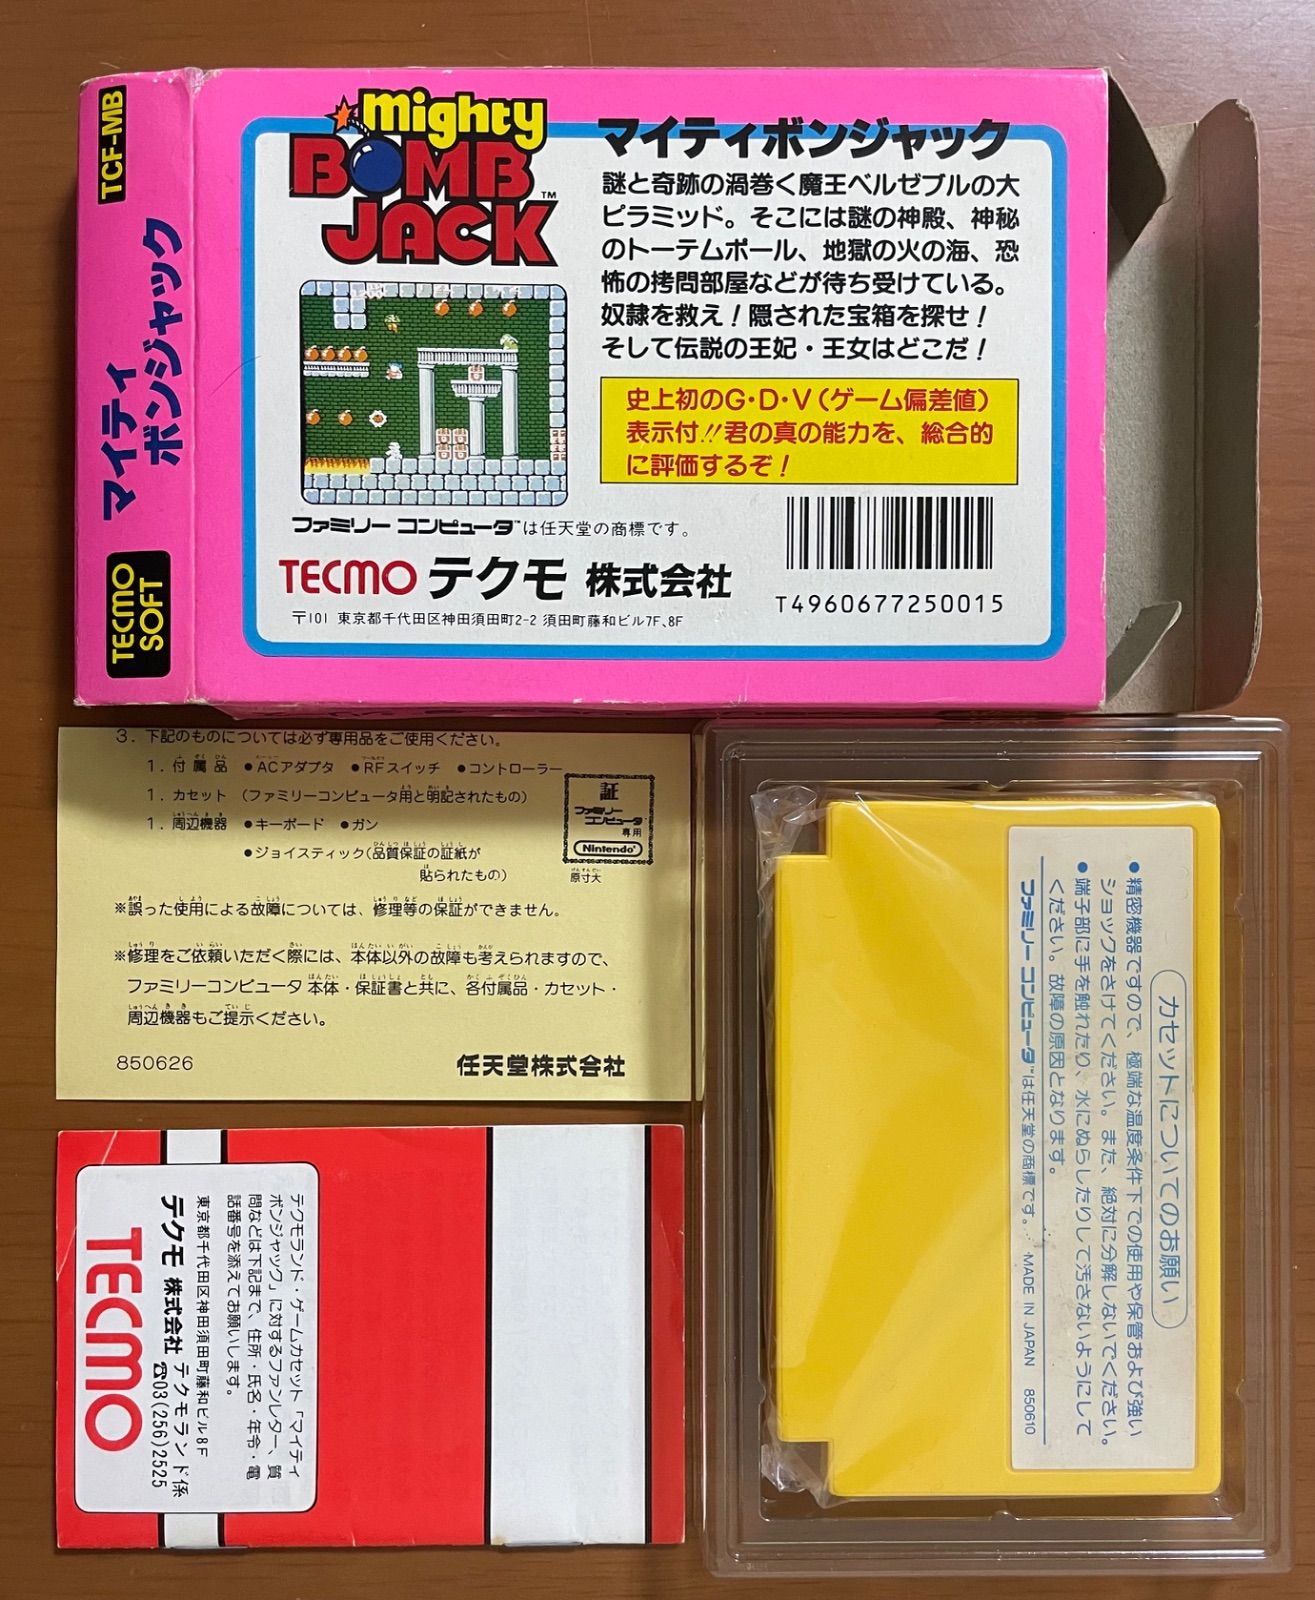 TCF-MB
マイティ
ボンジャック
TECMO
SOFT
mighty
BOMB
JACK™
マイティボンジャック
謎と奇跡の渦巻く魔王ベルゼブルの大
ピラミッド。そこには謎の神殿、神秘
のトーテムポール、地獄の火の海、恐
怖の拷問部屋などが待ち受けている。
奴隷を救え！隠された宝箱を探せ！
そして伝説の王妃・王女はどこだ！
史上初のG・D・V（ゲーム偏差値）
表示付!!君の真の能力を、総合的
に評価するぞ！
ファミリー コンピュータ™は任天堂の商標です。
TECMO テクモ 株式会社
〒101 東京都千代田区神田須田町2-2 須田町藤和ビル7F、8F
T4960677250015
3. 下記のものについては必ず専用品をご使用ください。
1. 付属品 ●ACアダプタ ●RFスイッチ ●コントローラー
1. カセット （ファミリーコンピュータ用と明記されたもの）
1. 周辺機器 ●キーボード ●ガン
●ジョイスティック（品質保証の証紙が
貼られたもの）
ファミリー
コンピュータ
専用
Nintendo
原寸大
※誤った使用による故障については、修理等の保証ができません。
※修理をご依頼いただく際には、本体以外の故障も考えられますので、
ファミリーコンピュータ 本体・保証書と共に、各付属品・カセット・
周辺機器もご提示ください。
850626
任天堂株式会社
テクモランド・ゲームカセット「マイティ
ボンジャック」に対するファンレター、質
問などは下記まで、住所・氏名・年令・電
話番号を添えてお願いします。
東京都千代田区神田須田町藤和ビル8F
テクモ 株式会社 テクモランド係
☎03(256)2525
TECMO
カセットについてのお願い
●精密機器ですので、極端な温度条件下での使用や保管および強い
ショックをさけてください。また、絶対に分解しないでください。
●端子部に手を触れたり、水にぬらしたりして汚さないようにして
ください。故障の原因となります。
ファミリー コンピュータ™は任天堂の商標です。 MADE IN JAPAN 850610